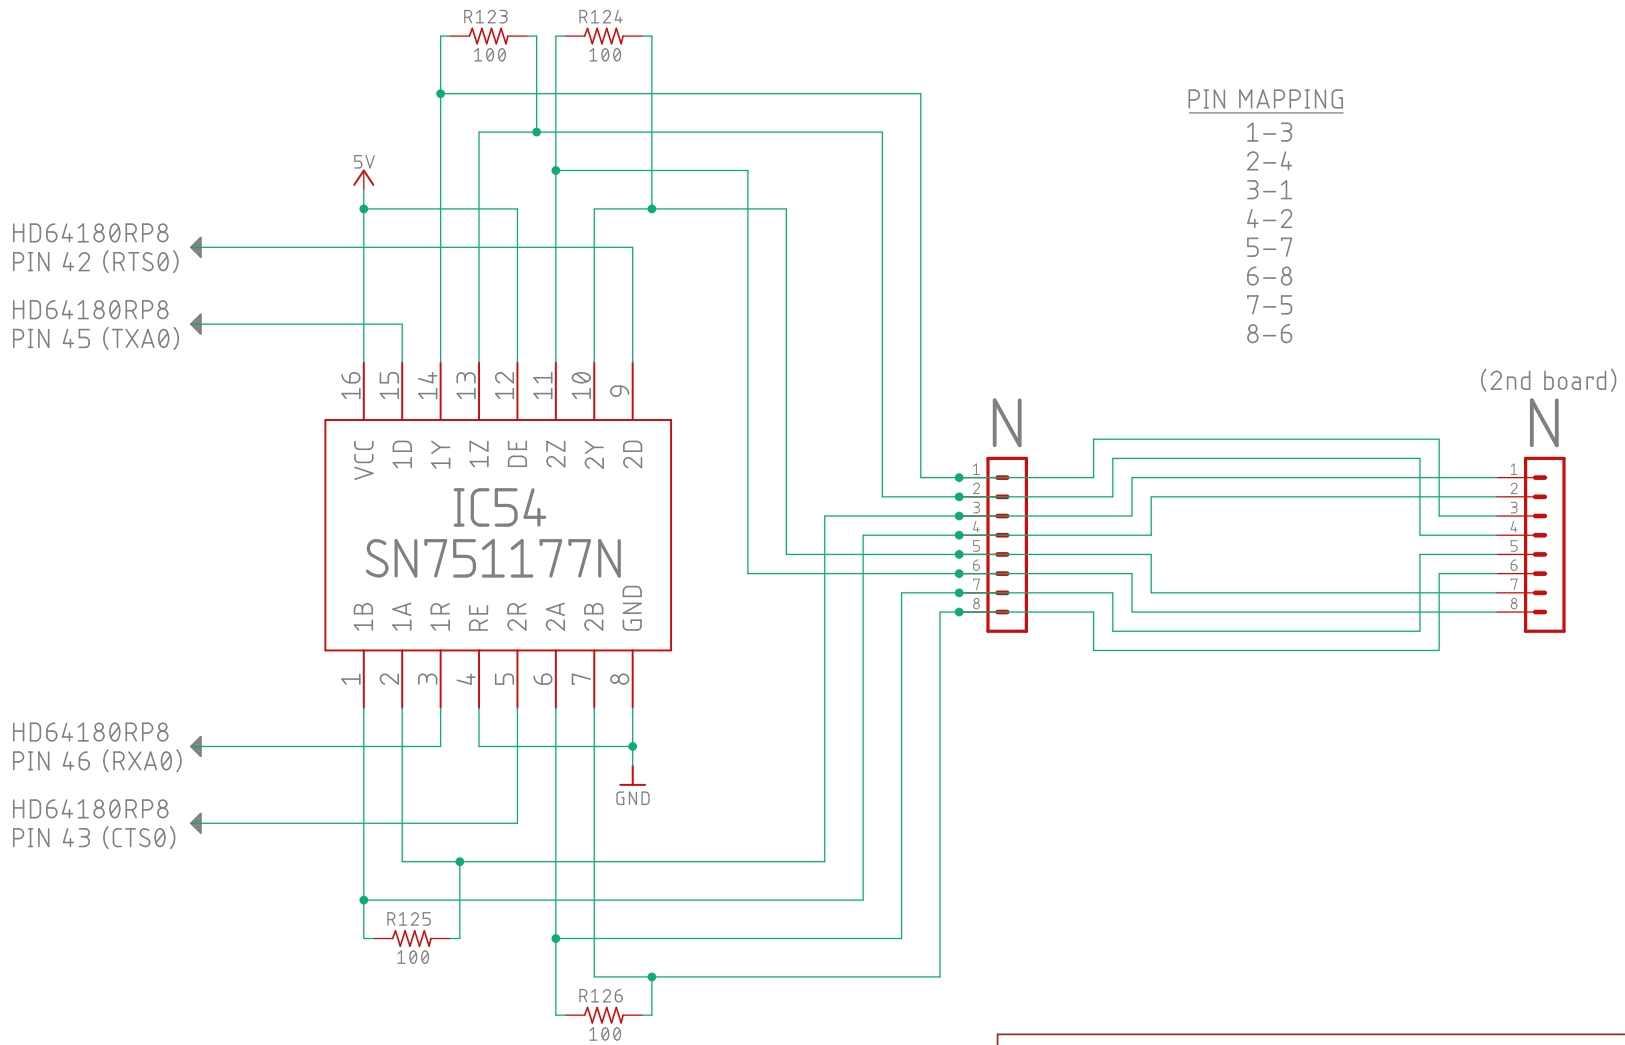 R123
100
R124
100
PIN MAPPING
1-3
2-4
3-1
4-2
5-7
6-8
7-5
8-6
5V
HD64180RP8
PIN 42 (RTS0)
HD64180RP8
PIN 45 (TXA0)
16
15
14
13
12
11
10
9
VCC
1D
1Y
1Z
DE
2Z
2Y
2D
IC54
SN751177N
1B
1A
1R
RE
2R
2A
2B
GND
1
2
3
4
5
6
7
8
N
1
2
3
4
5
6
7
8
(2nd board)
N
1
2
3
4
5
6
7
8
HD64180RP8
PIN 46 (RXA0)
HD64180RP8
PIN 43 (CTS0)
GND
R125
100
R126
100